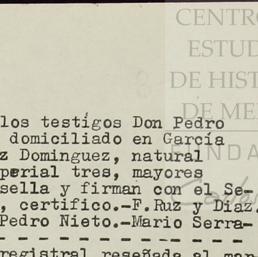 CENTRO
ESTUD
DE HIST
DE ME
los testigos Don Pedro
domiciliado en García
z Dominguez, natural
perial tres, mayores
sella y firman con el Se-
, certifico.-F.Ruz y Diaz.
Pedro Nieto.-Mario Serra-
registral reseñada al mar